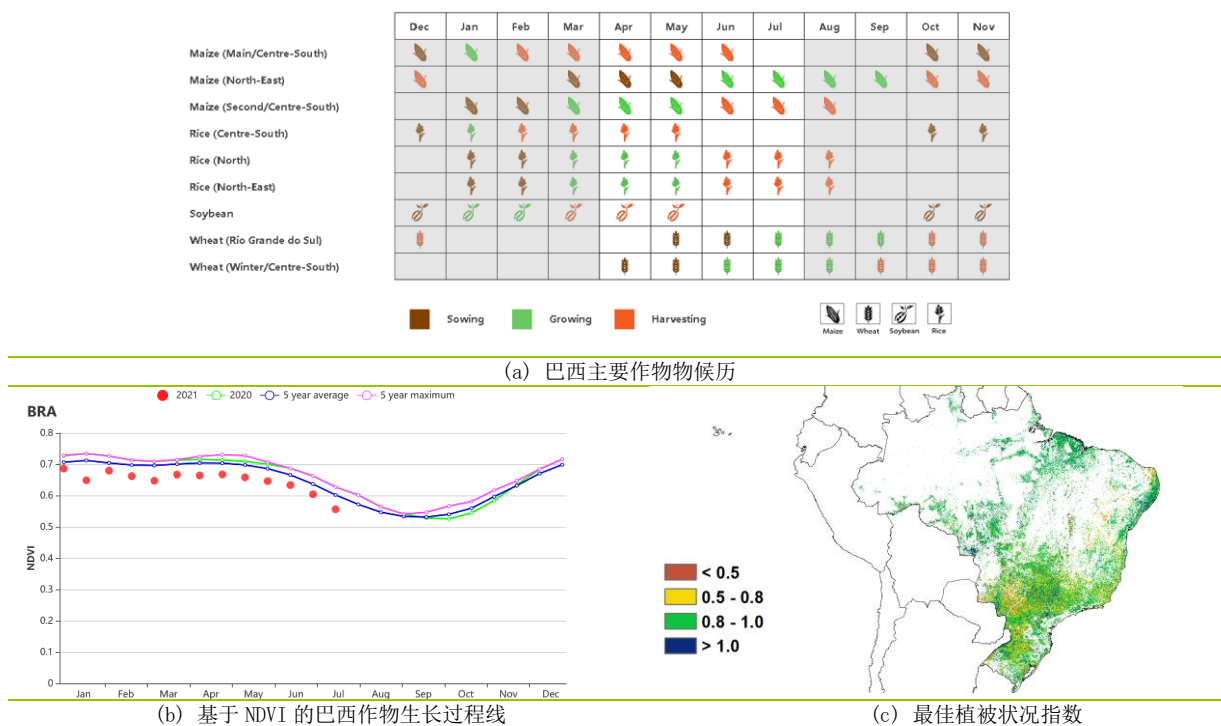 Dec Jan Feb Mar Apr May Jun Jul Aug Sep Oct Nov
Maize (Main/Centre-South)
Maize (North-East)
Maize (Second/Centre-South)
Rice (Centre-South)
Rice (North)
Rice (North-East)
Soybean
Wheat (Rio Grande do Sul)
Wheat (Winter/Centre-South)
Sowing Growing Harvesting
Maize Wheat Soybean Rice
(a) 巴西主要作物物候历
2021 2020 5 year average 5 year maximum
BRA
0.8
0.7
0.6
0.5
0.4
0.3
0.2
0.1
0
NDVI
Jan Feb Mar Apr May Jun Jul Aug Sep Oct Nov Dec
< 0.5
0.5 - 0.8
0.8 - 1.0
> 1.0
(b) 基于 NDVI 的巴西作物生长过程线
(c) 最佳植被状况指数